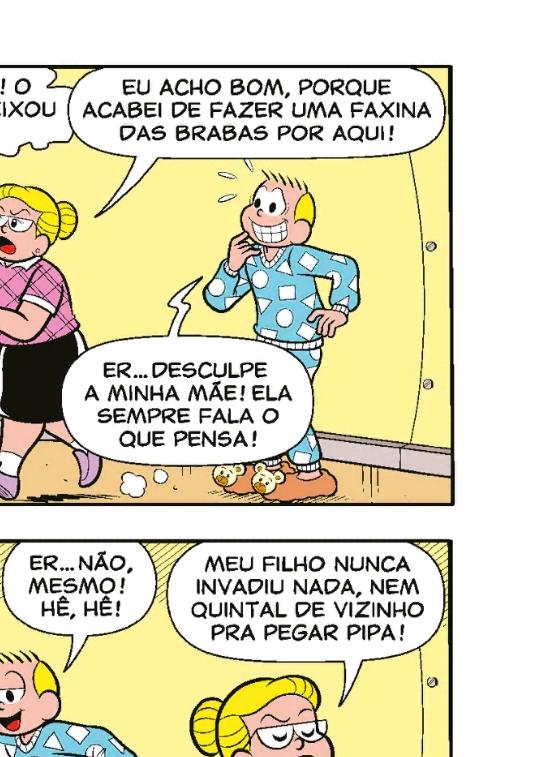 ! O
EIXOU
EU ACHO BOM, PORQUE
ACABEI DE FAZER UMA FAXINA
DAS BRABAS POR AQUI!
ER...DESCULPE
A MINHA MÃE! ELA
SEMPRE FALA O
QUE PENSA!
ER...NÃO,
MESMO!
HÊ, HÊ!
MEU FILHO NUNCA
INVADIU NADA, NEM
QUINTAL DE VIZINHO
PRA PEGAR PIPA!